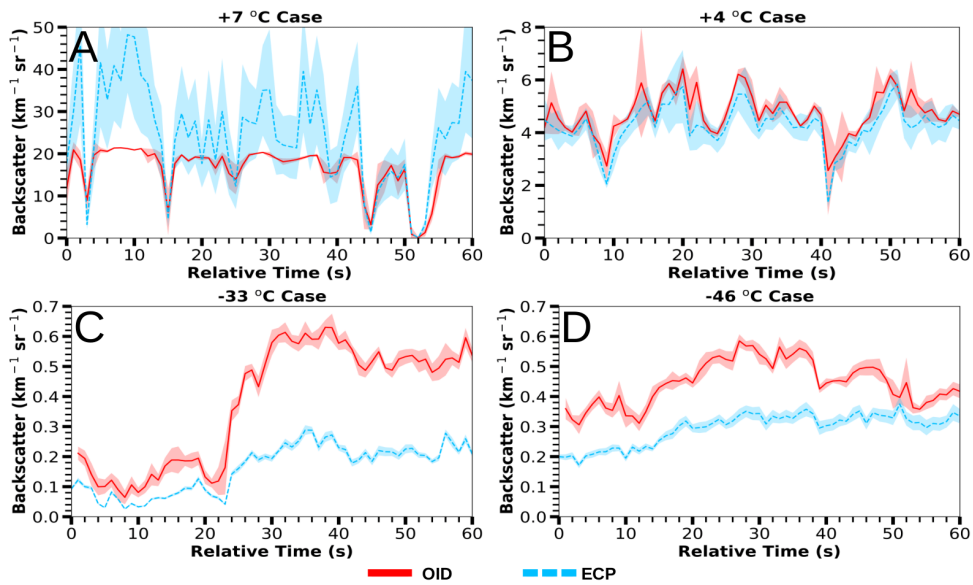 +7 °C Case
+4 °C Case
A
B
Backscatter (km⁻¹ sr⁻¹)
50
40
30
20
10
0
0 10 20 30 40 50 60
Relative Time (s)
Backscatter (km⁻¹ sr⁻¹)
8
6
4
2
0
0 10 20 30 40 50 60
Relative Time (s)
-33 °C Case
-46 °C Case
C
D
Backscatter (km⁻¹ sr⁻¹)
0.7
0.6
0.5
0.4
0.3
0.2
0.1
0.0
0 10 20 30 40 50 60
Relative Time (s)
Backscatter (km⁻¹ sr⁻¹)
0.7
0.6
0.5
0.4
0.3
0.2
0.1
0.0
0 10 20 30 40 50 60
Relative Time (s)
OID
ECP